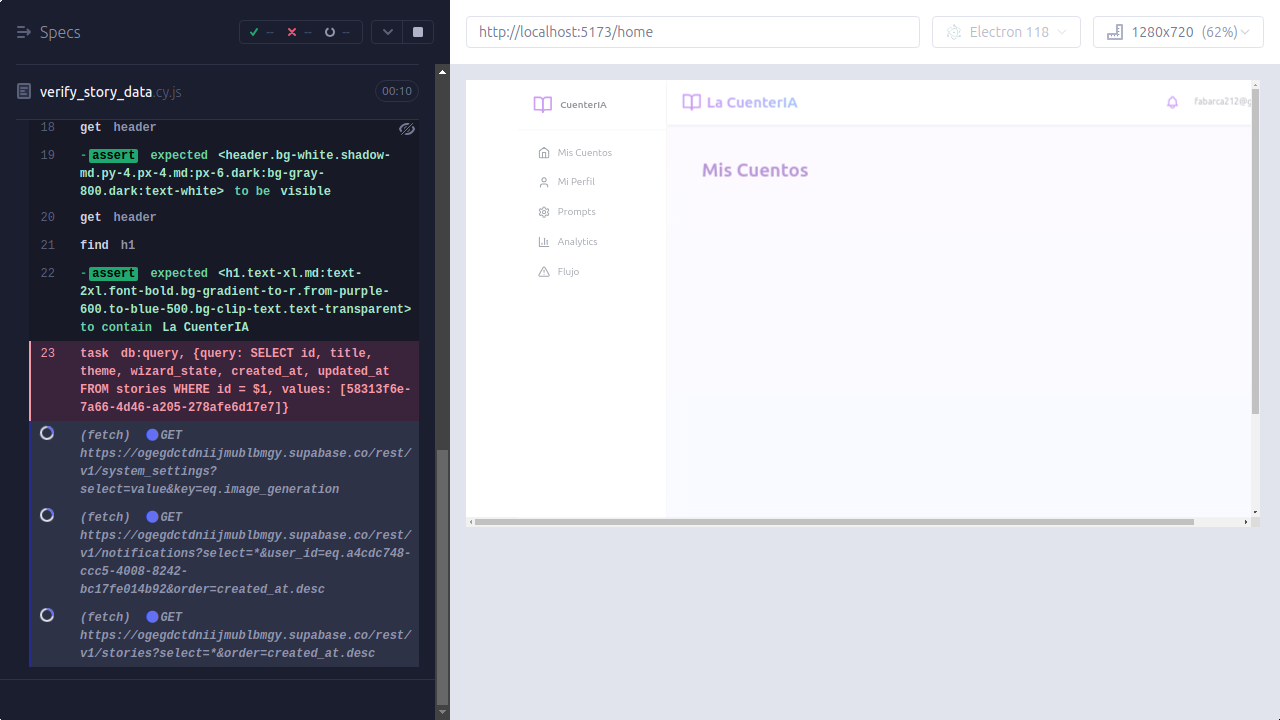 Specs
--
--
--
verify_story_data.cy.js
00:10
18 get header
19 -assert expected <header.bg-white.shadow-
md.py-4.px-4.md:px-6.dark:bg-gray-
800.dark:text-white> to be visible
20 get header
21 find h1
22 -assert expected <h1.text-xl.md:text-
2xl.font-bold.bg-gradient-to-r.from-purple-
600.to-blue-500.bg-clip-text.text-transparent>
to contain La CuenterIA
23 task db:query, {query: SELECT id, title,
theme, wizard_state, created_at, updated_at
FROM stories WHERE id = $1, values: [58313f6e-
7a66-4d46-a205-278afe6d17e7]}
(fetch) GET
https://ogegdctdniijmublbmgy.supabase.co/rest/
v1/system_settings?
select=value&key=eq.image_generation
(fetch) GET
https://ogegdctdniijmublbmgy.supabase.co/rest/
v1/notifications?select=*&user_id=eq.a4cdc748-
ccc5-4008-8242-
bc17fe014b92&order=created_at.desc
(fetch) GET
https://ogegdctdniijmublbmgy.supabase.co/rest/
v1/stories?select=*&order=created_at.desc
http://localhost:5173/home
Electron 118
1280x720 (62%)
CuenterIA
Mis Cuentos
Mi Perfil
Prompts
Analytics
Flujo
La CuenterIA
fabarca212@g
Mis Cuentos